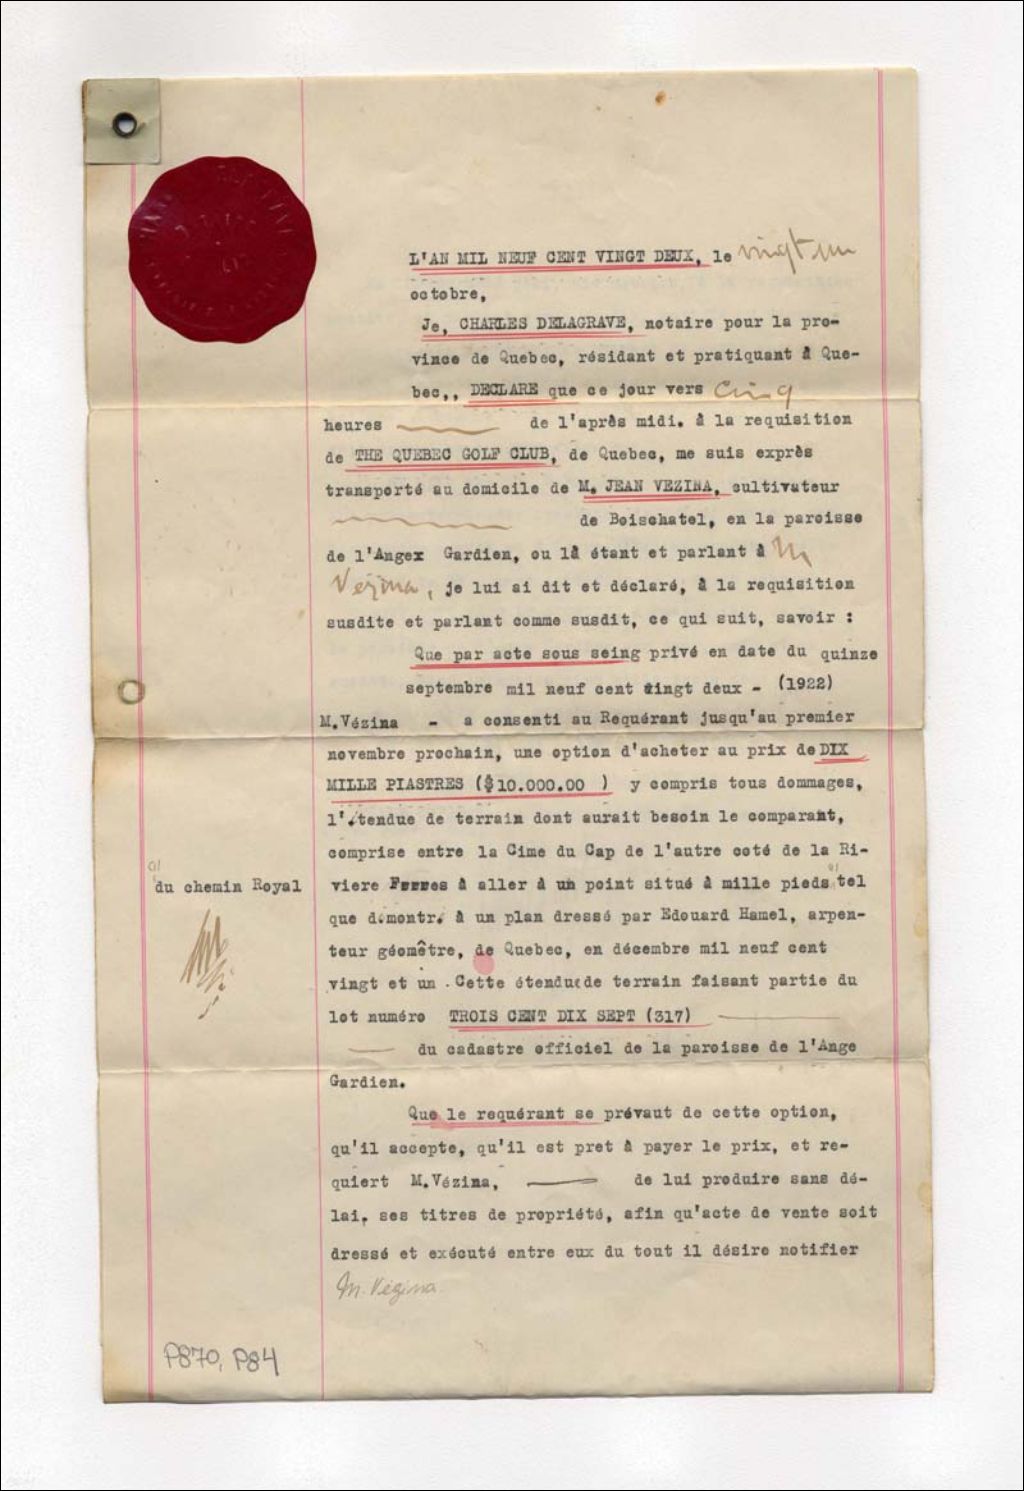 L'AN MIL NEUF CENT VINGT DEUX, le vingt un
octobre,
Je, CHARLES DELAGRAVE, notaire pour la pro-
vince de Quebec, résidant et pratiquant à Que-
bec,, DECLARE que ce jour vers cinq
heures de l'après midi. à la requisition
de THE QUEBEC GOLF CLUB, de Quebec, me suis exprès
transporté au domicile de M. JEAN VEZINA, cultivateur
de Boischatel, en la paroisse
de l'Angex Gardien, ou là étant et parlant à M
Vézina, je lui ai dit et déclaré, à la requisition
susdite et parlant comme susdit, ce qui suit, savoir :
Que par acte sous seing privé en date du quinze
septembre mil neuf cent vingt deux - (1922)
M.Vézina - a consenti au Requérant jusqu'au premier
novembre prochain, une option d'acheter au prix de DIX
MILLE PIASTRES ($10.000.00 ) y compris tous dommages,
l'.tendue de terrain dont aurait besoin le comparant,
comprise entre la Cime du Cap de l'autre coté de la Ri-
viere à aller à un point situé à mille pieds tel
du chemin Royal
que démontr. à un plan dressé par Edouard Hamel, arpen-
teur géomêtre, de Quebec, en décembre mil neuf cent
vingt et un . Cette étendue de terrain faisant partie du
lot numéro TROIS CENT DIX SEPT (317)
du cadastre officiel de la paroisse de l'Ange
Gardien.
Que le requérant se prévaut de cette option,
qu'il accepte, qu'il est pret à payer le prix, et re-
quiert M.Vézina, de lui produire sans dé-
lai, ses titres de propriété, afin qu'acte de vente soit
dressé et exécuté entre eux du tout il désire notifier
M. Vézina
P870, P84